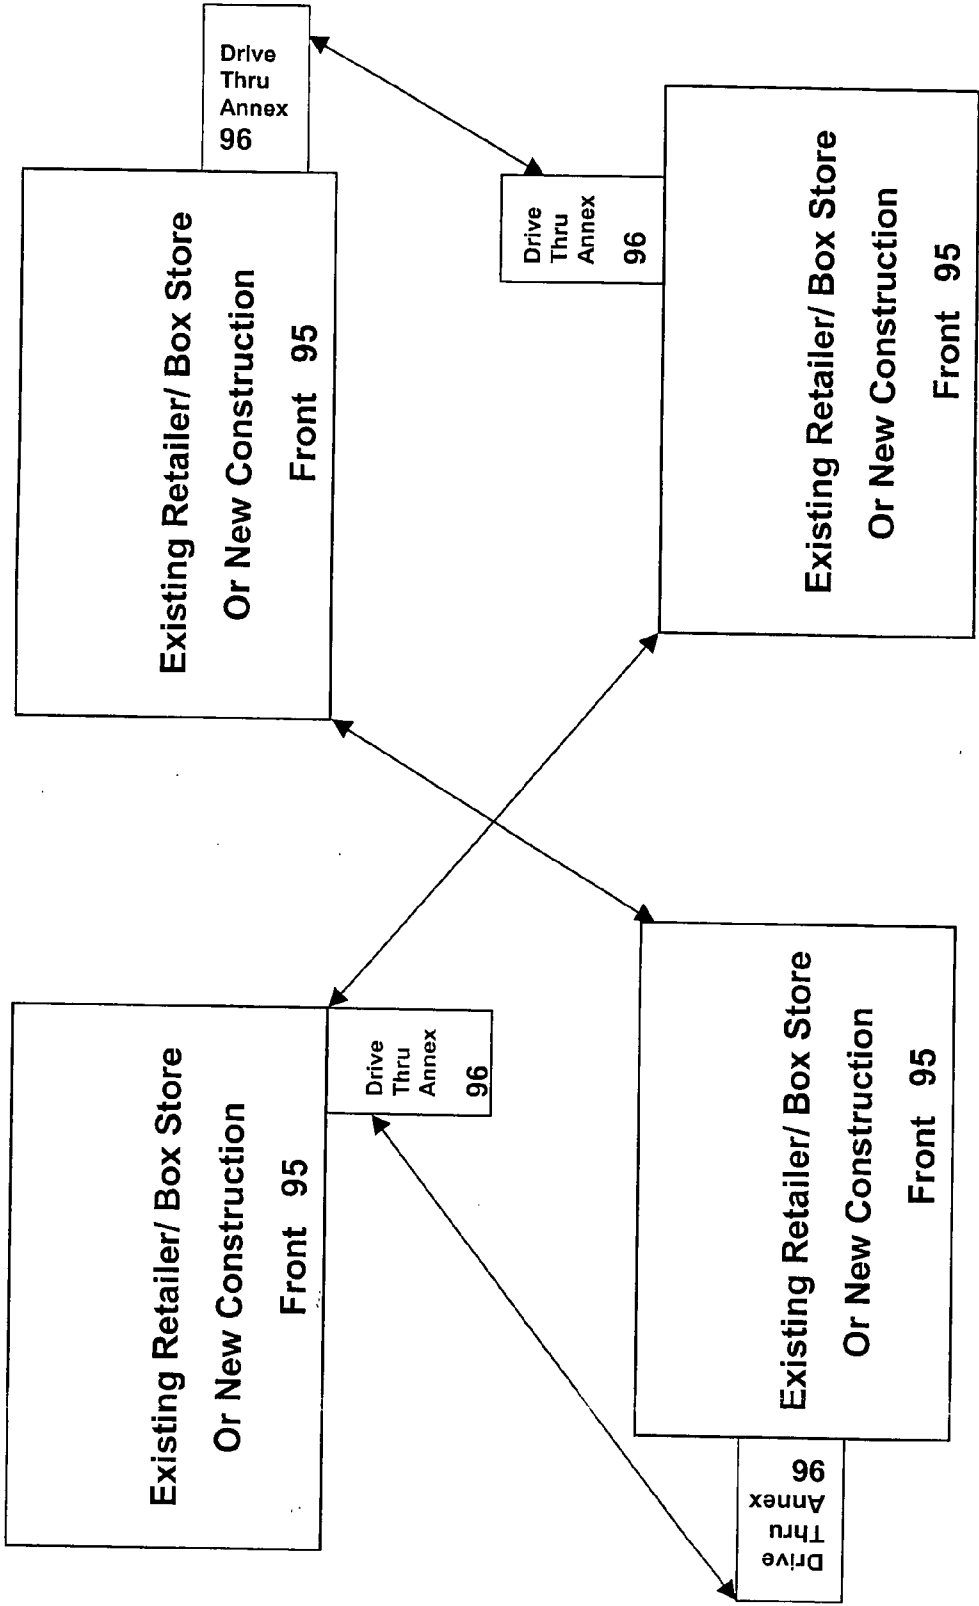 Existing Retailer/ Box Store
Or New Construction
Front 95
Drive
Thru
Annex
96
Existing Retailer/ Box Store
Or New Construction
Front 95
Drive
Thru
Annex
96
Drive
Thru
Annex
96
Existing Retailer/ Box Store
Or New Construction
Front 95
Drive
Thru
Annex
96
Existing Retailer/ Box Store
Or New Construction
Front 95